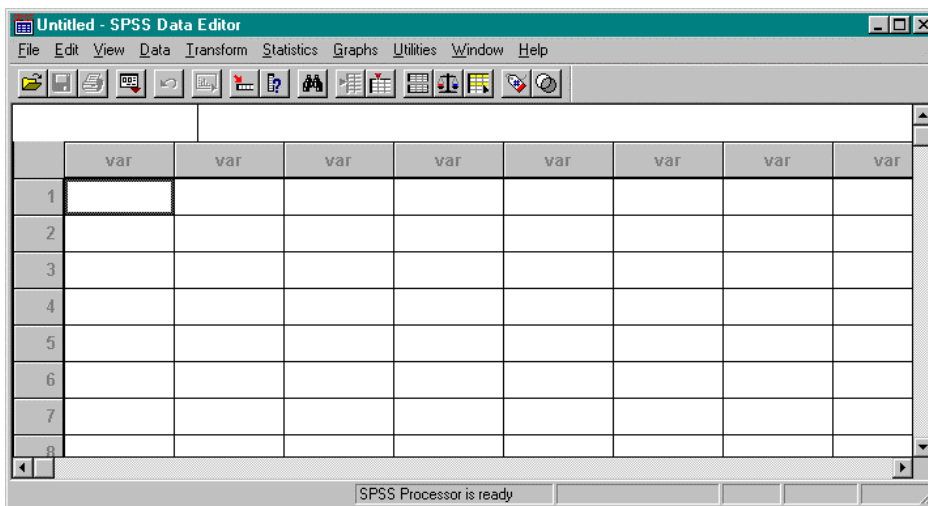 Untitled - SPSS Data Editor
File Edit View Data Transform Statistics Graphs Utilities Window Help
var var var var var var var var
1
2
3
4
5
6
7
8
SPSS Processor is ready